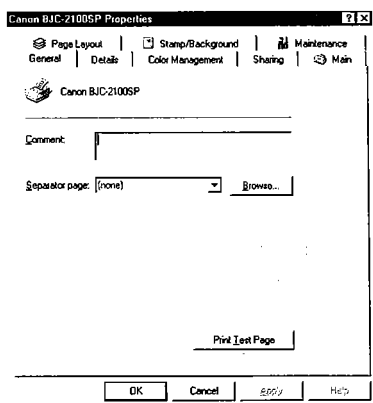 Canon BJC-2100SP Properties
Page Layout Stamp/Background Maintenance
General Details Color Management Sharing Main
Canon BJC-2100SP
Comment:
Separator page: (none) Browse...
Print Test Page
OK Cancel Apply Help